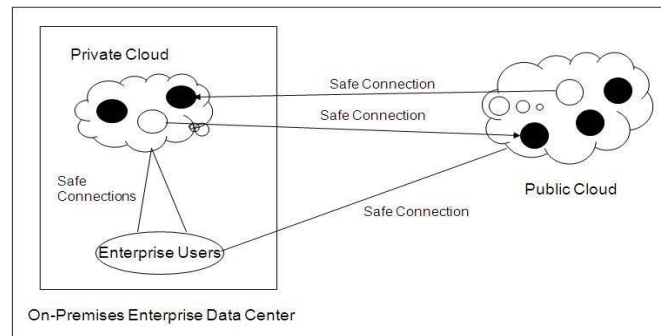 Private Cloud
Safe Connection
Safe Connection
Public Cloud
Safe
Connections
Safe Connection
Enterprise Users
On-Premises Enterprise Data Center